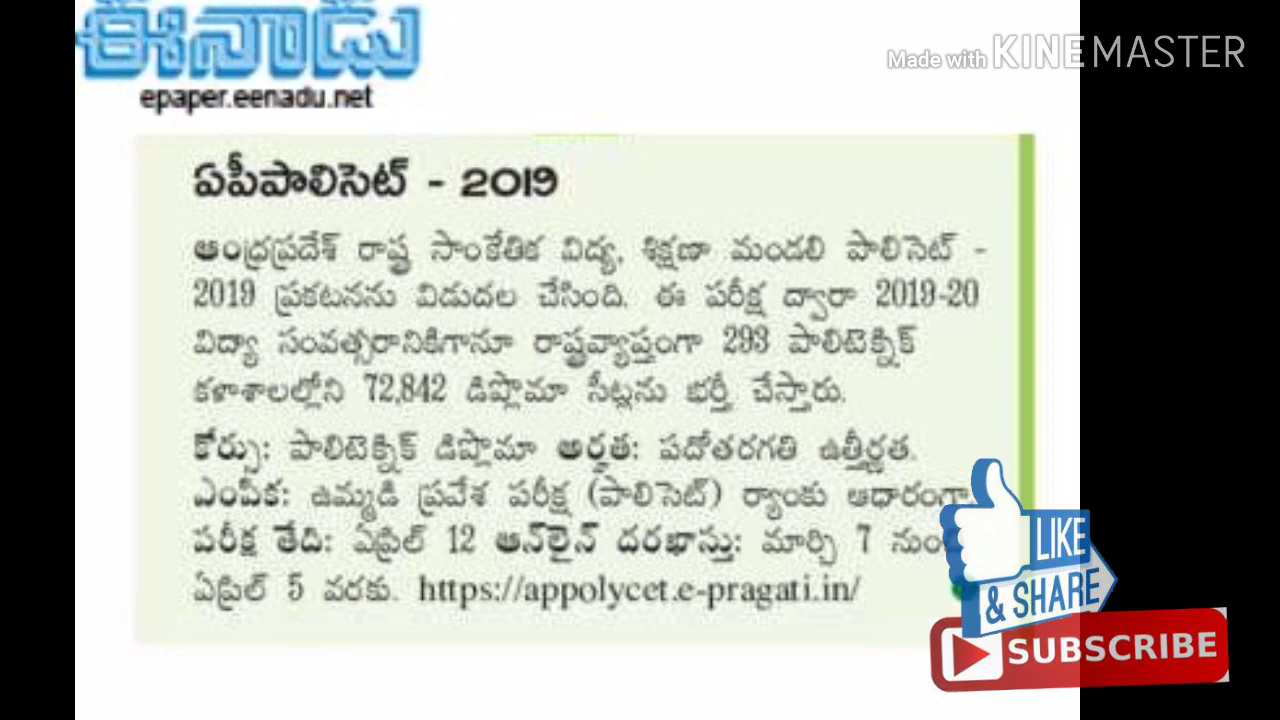 ఈనాడు
Made with KINEMASTER
epaper.eenadu.net
ఏపీపాలిసెట్ - 2019
ఆంధ్రప్రదేశ్ రాష్ట్ర సాంకేతిక విద్య, శిక్షణా మండలి పాలిసెట్ -
2019 ప్రకటనను విడుదల చేసింది. ఈ పరీక్ష ద్వారా 2019-20
విద్యా సంవత్సరానికిగానూ రాష్ట్రవ్యాప్తంగా 293 పాలిటెక్నిక్
కళాశాలల్లోని 72,842 డిప్లొమా సీట్లను భర్తీ చేస్తారు.
కోర్సు: పాలిటెక్నిక్ డిప్లొమా అర్హత: పదోతరగతి ఉత్తీర్ణత.
ఎంపిక: ఉమ్మడి ప్రవేశ పరీక్ష (పాలిసెట్) ర్యాంకు ఆధారంగా
పరీక్ష తేది: ఏప్రిల్ 12 ఆన్‌లైన్ దరఖాస్తు: మార్చి 7
ఏప్రిల్ 5 వరకు. https://appolycet.e-pragati.in/
LIKE
& SHARE
SUBSCRIBE